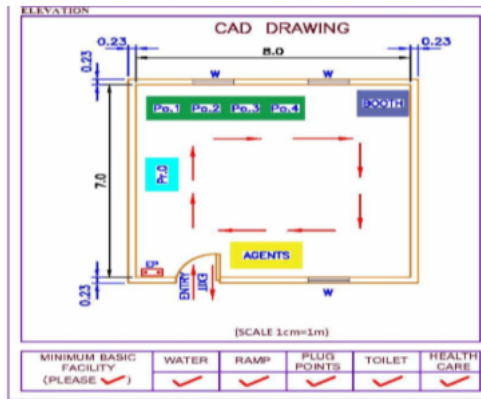 ELEVATION
CAD DRAWING
0.23
8.0
0.23
0.23
W
W
Po.1 Po.2 Po.3 Po.4
BOOTH
7.0
Pr.O
EP
AGENTS
ENTRY
EXIT
0.23
W
(SCALE 1cm=1m)
MINIMUM BASIC FACILITY (PLEASE ✓)
WATER
RAMP
PLUG POINTS
TOILET
HEALTH CARE
✓ ✓ ✓ ✓ ✓